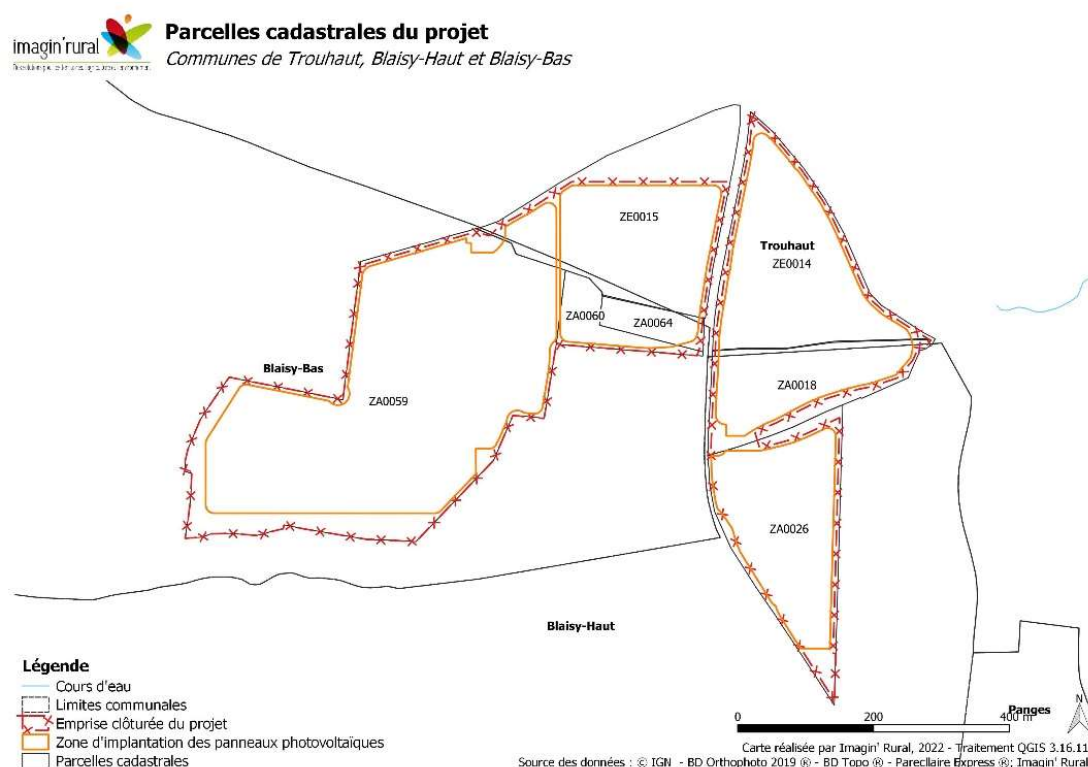 Parcelles cadastrales du projet
imagin'rural
Communes de Trouhaut, Blaisy-Haut et Blaisy-Bas
ZE0015
Trouhaut
ZE0014
ZA0060
ZA0064
Blaisy-Bas
ZA0018
ZA0059
ZA0026
Blaisy-Haut
Légende
Cours d'eau
Limites communales
Emprise clôturée du projet
Zone d'implantation des panneaux photovoltaïques
Parcelles cadastrales
Panges
N
0 200 400 m
Carte réalisée par Imagin' Rural, 2022 - Traitement QGIS 3.16.11
Source des données : © IGN - BD Orthophoto 2019 ® - BD Topo ® - Parcellaire Express ®; Imagin' Rural